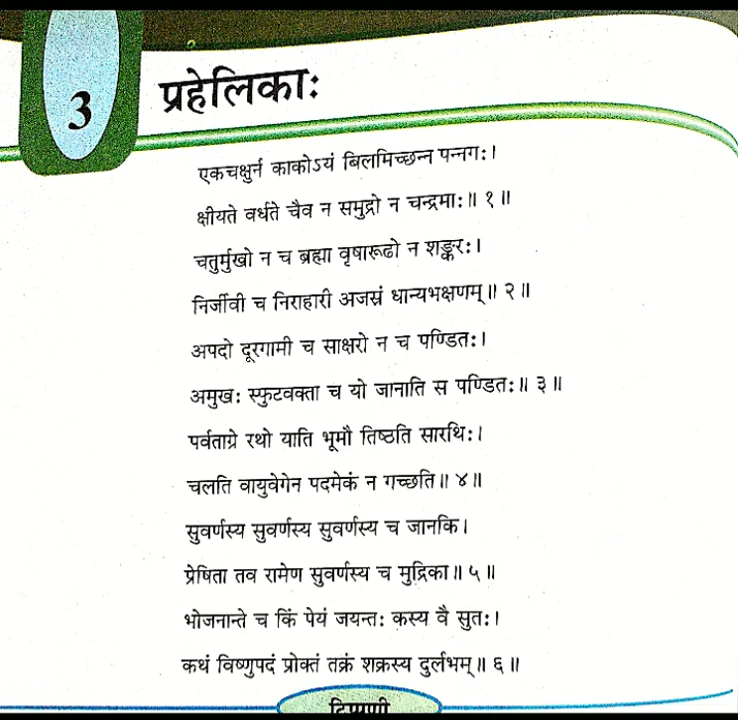 3
प्रहेलिकाः
एकचक्षुर्न काकोऽयं बिलमिच्छन्न पन्नगः।
क्षीयते वर्धते चैव न समुद्रो न चन्द्रमाः॥ १॥
चतुर्मुखो न च ब्रह्मा वृषारूढो न शङ्करः।
निर्जीवी च निराहारी अजस्रं धान्यभक्षणम्॥ २॥
अपदो दूरगामी च साक्षरो न च पण्डितः।
अमुखः स्फुटवक्ता च यो जानाति स पण्डितः॥ ३॥
पर्वताग्रे रथो याति भूमौ तिष्ठति सारथिः।
चलति वायुवेगेन पदमेकं न गच्छति॥ ४॥
सुवर्णस्य सुवर्णस्य सुवर्णस्य च जानकि।
प्रेषिता तव रामेण सुवर्णस्य च मुद्रिका॥ ५॥
भोजनान्ते च किं पेयं जयन्तः कस्य वै सुतः।
कथं विष्णुपदं प्रोक्तं तक्रं शक्रस्य दुर्लभम्॥ ६॥
टिप्पणी